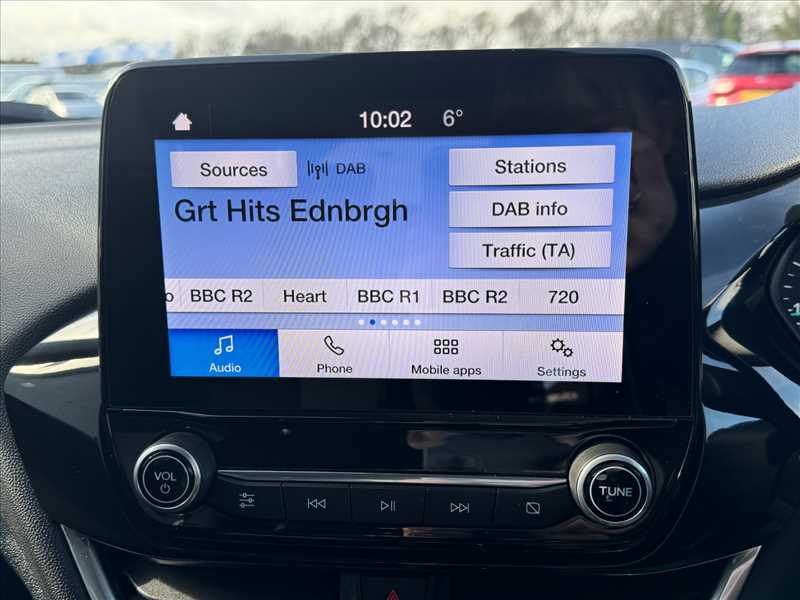 10:02 6°
Sources DAB Stations
Grt Hits Ednbrgh DAB info
Traffic (TA)
o BBC R2 Heart BBC R1 BBC R2 720
Audio Phone Mobile apps Settings
VOL TUNE